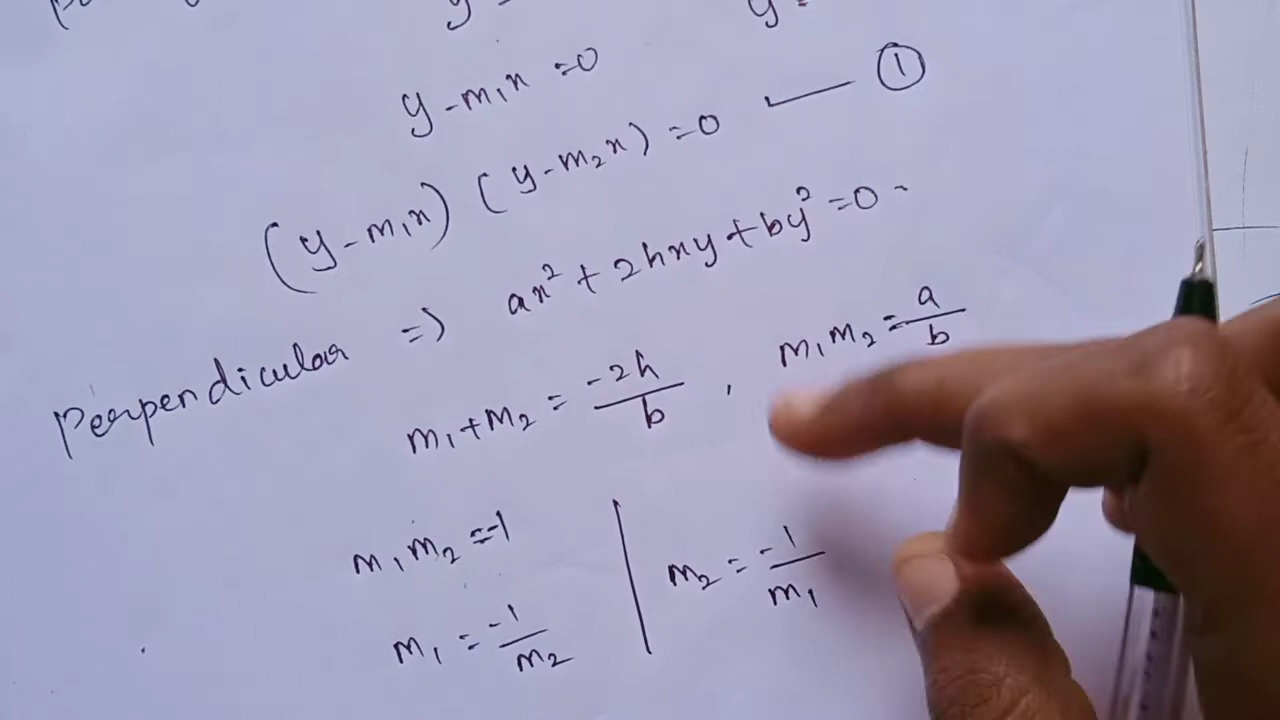 y - m₁x = 0
(y - m₁x) (y - m₂x) = 0 — ①
Perpendicular ⇒ ax² + 2hxy + by² = 0
m₁ + m₂ = -2h/b , m₁m₂ = a/b
m₁m₂ = -1
m₂ = -1/m₁
m₁ = -1/m₂